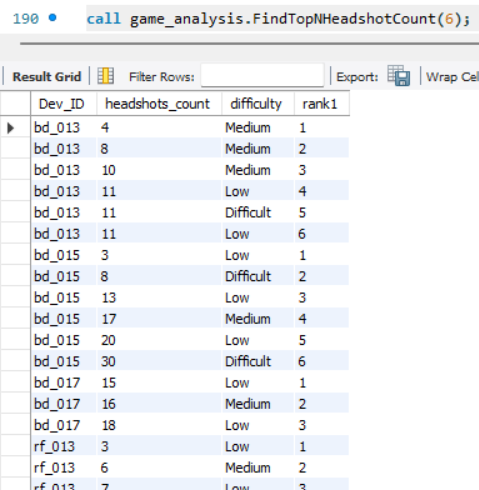 190 call game_analysis.FindTopNHeadshotCount(6);
Result Grid Filter Rows: Export: Wrap Cel
Dev_ID headshots_count difficulty rank1
bd_013 4 Medium 1
bd_013 8 Medium 2
bd_013 10 Medium 3
bd_013 11 Low 4
bd_013 11 Difficult 5
bd_013 11 Low 6
bd_015 3 Low 1
bd_015 8 Difficult 2
bd_015 13 Low 3
bd_015 17 Medium 4
bd_015 20 Low 5
bd_015 30 Difficult 6
bd_017 15 Low 1
bd_017 16 Medium 2
bd_017 18 Low 3
rf_013 3 Low 1
rf_013 6 Medium 2
rf_013 7 Low 3